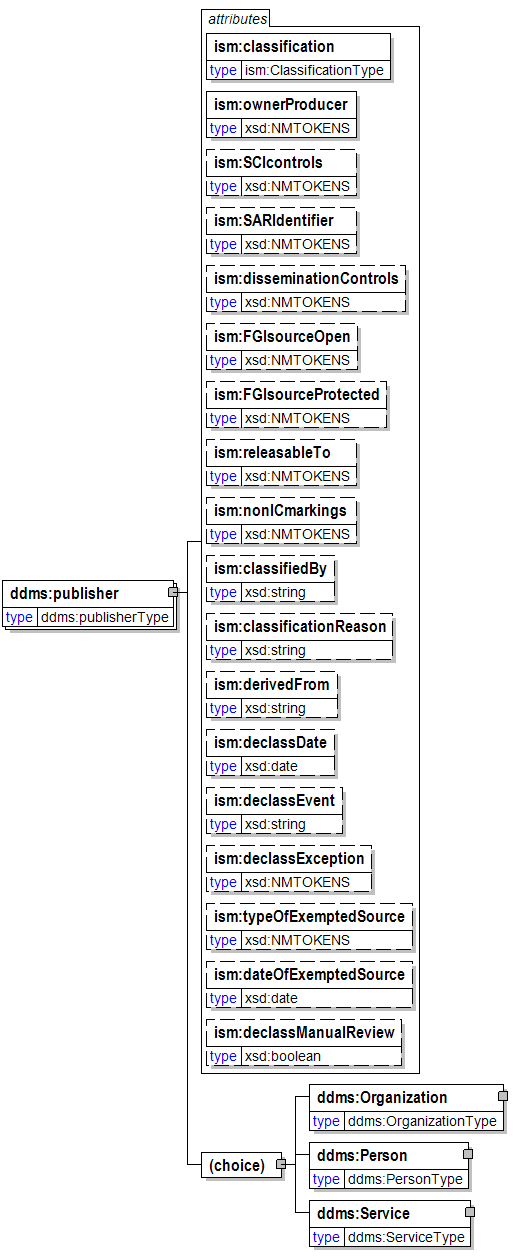 attributes
ism:classification
type ism:ClassificationType
ism:ownerProducer
type xsd:NMTOKENS
ism:SCIcontrols
type xsd:NMTOKENS
ism:SARIdentifier
type xsd:NMTOKENS
ism:disseminationControls
type xsd:NMTOKENS
ism:FGIsourceOpen
type xsd:NMTOKENS
ism:FGIsourceProtected
type xsd:NMTOKENS
ism:releasableTo
type xsd:NMTOKENS
ism:nonICmarkings
type xsd:NMTOKENS
ism:classifiedBy
type xsd:string
ism:classificationReason
type xsd:string
ism:derivedFrom
type xsd:string
ism:declassDate
type xsd:date
ism:declassEvent
type xsd:string
ism:declassException
type xsd:NMTOKENS
ism:typeOfExemptedSource
type xsd:NMTOKENS
ism:dateOfExemptedSource
type xsd:date
ism:declassManualReview
type xsd:boolean
ddms:publisher
type ddms:publisherType
(choice)
ddms:Organization
type ddms:OrganizationType
ddms:Person
type ddms:PersonType
ddms:Service
type ddms:ServiceType